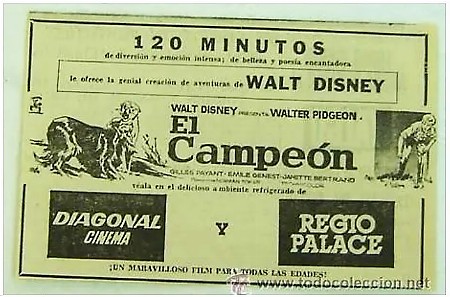 120 MINUTOS
de diversión y emoción intensa; de belleza y poesía encantadora
le ofrece la genial creación de aventuras de WALT DISNEY
WALT DISNEY PRESENTA WALTER PIDGEON.
El
Campeón
GILLES PAYANT-EMILE GENEST-JANETTE BERTRAND
TECHNICOLOR
véala en el delicioso ambiente refrigerado de
DIAGONAL
CINEMA
Y
REGIO
PALACE
¡UN MARAVILLOSO FILM PARA TODAS LAS EDADES!
www.todocoleccion.net